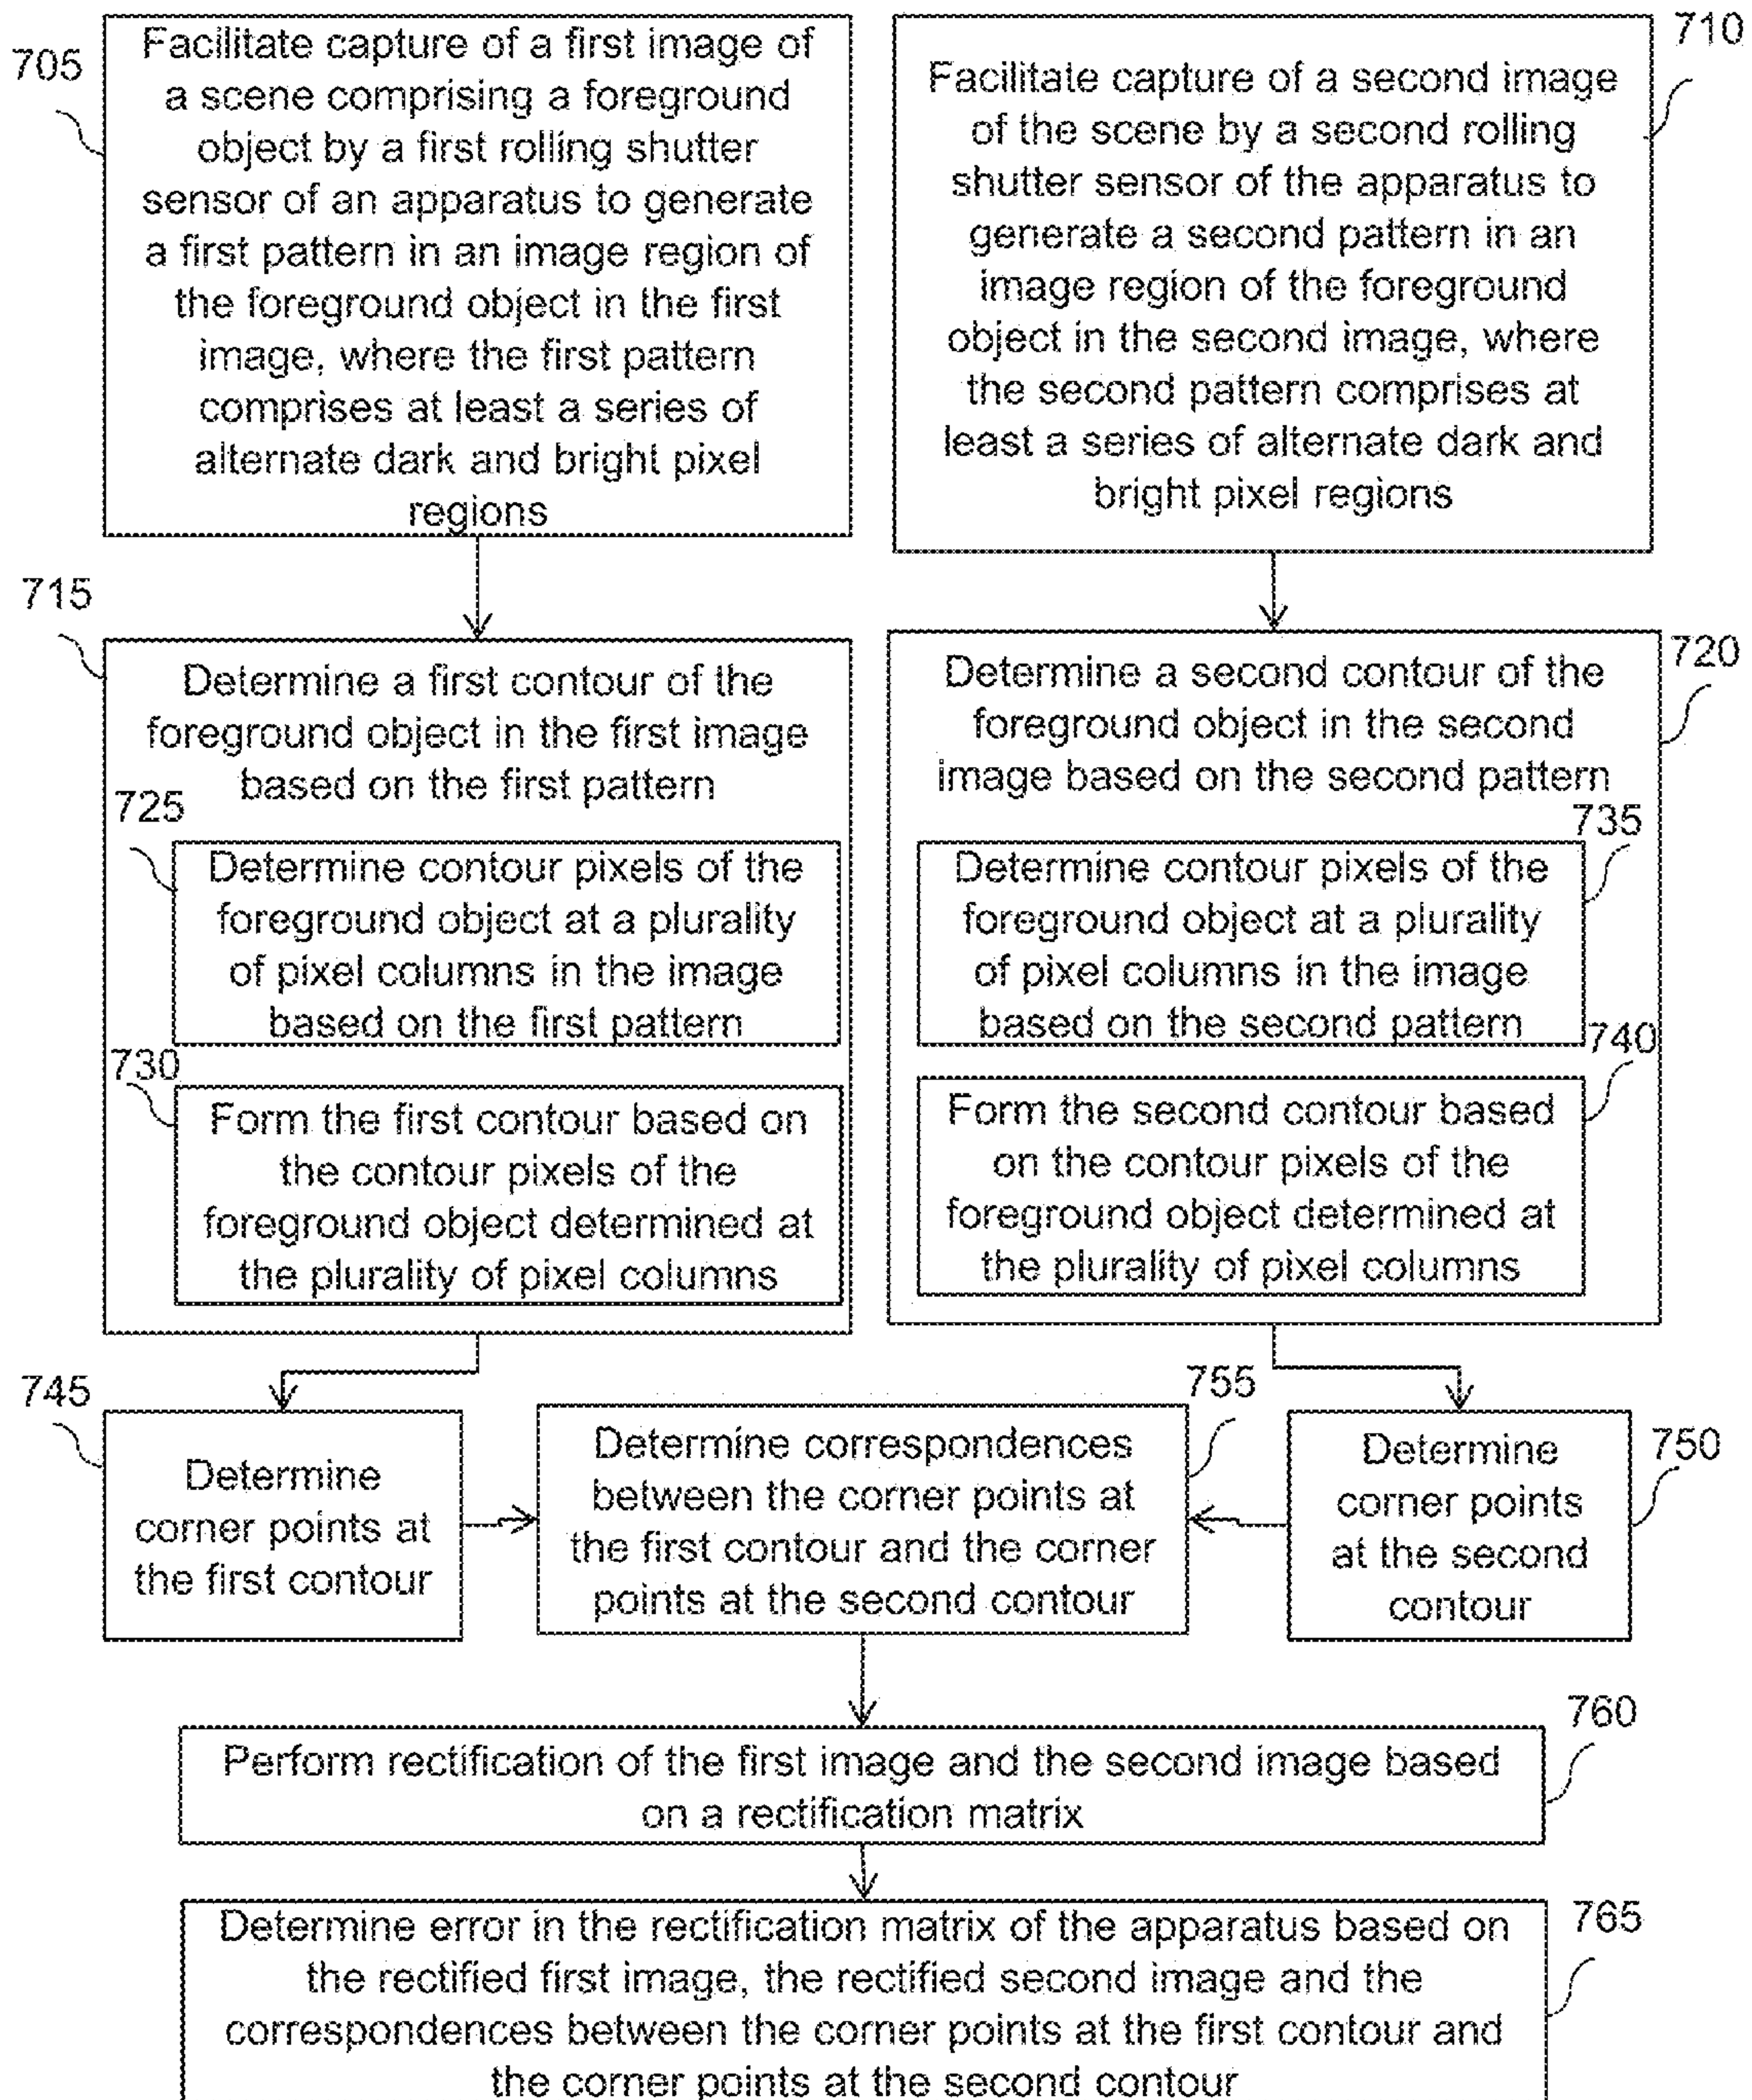 705
Facilitate capture of a first image of
a scene comprising a foreground
object by a first rolling shutter
sensor of an apparatus to generate
a first pattern in an image region of
the foreground object in the first
image, where the first pattern
comprises at least a series of
alternate dark and bright pixel
regions
710
Facilitate capture of a second image
of the scene by a second rolling
shutter sensor of the apparatus to
generate a second pattern in an
image region of the foreground
object in the second image, where
the second pattern comprises at
least a series of alternate dark and
bright pixel regions
715
Determine a first contour of the
foreground object in the first image
based on the first pattern
725
Determine contour pixels of the
foreground object at a plurality
of pixel columns in the image
based on the first pattern
730
Form the first contour based on
the contour pixels of the
foreground object determined at
the plurality of pixel columns
720
Determine a second contour of the
foreground object in the second
image based on the second pattern
735
Determine contour pixels of the
foreground object at a plurality
of pixel columns in the image
based on the second pattern
740
Form the second contour based
on the contour pixels of the
foreground object determined at
the plurality of pixel columns
745
Determine
corner points at
the first contour
755
Determine correspondences
between the corner points at
the first contour and the corner
points at the second contour
750
Determine
corner points
at the second
contour
760
Perform rectification of the first image and the second image based
on a rectification matrix
765
Determine error in the rectification matrix of the apparatus based on
the rectified first image, the rectified second image and the
correspondences between the corner points at the first contour and
the corner points at the second contour